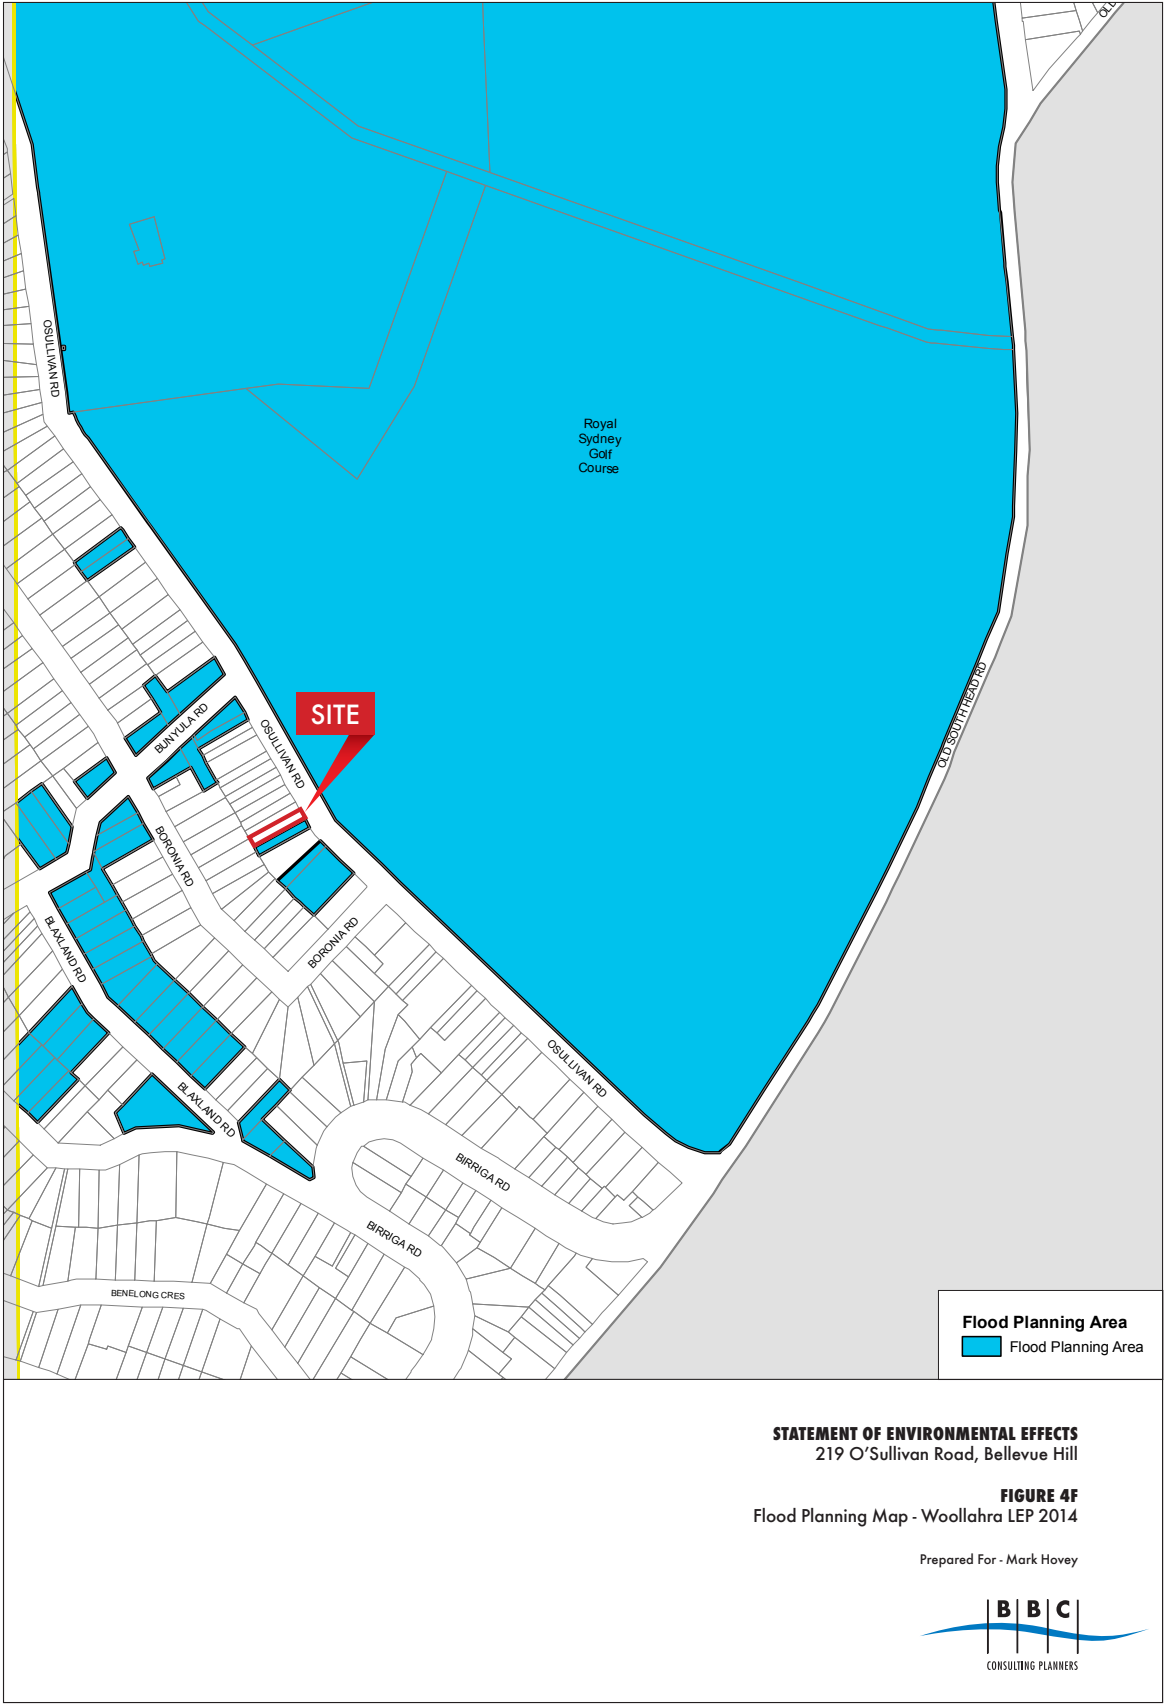 OLD
OSULLIVAN RD
Royal
Sydney
Golf
Course
OLD SOUTH HEAD RD
SITE
BUNYULA RD
OSULLIVAN RD
BORONIA RD
BLAXLAND RD
BORONIA RD
OSULLIVAN RD
BLAXLAND RD
BIRRIGA RD
BIRRIGA RD
BENELONG CRES
Flood Planning Area
Flood Planning Area
STATEMENT OF ENVIRONMENTAL EFFECTS
219 O'Sullivan Road, Bellevue Hill
FIGURE 4F
Flood Planning Map - Woollahra LEP 2014
Prepared For - Mark Hovey
BBC
CONSULTING PLANNERS